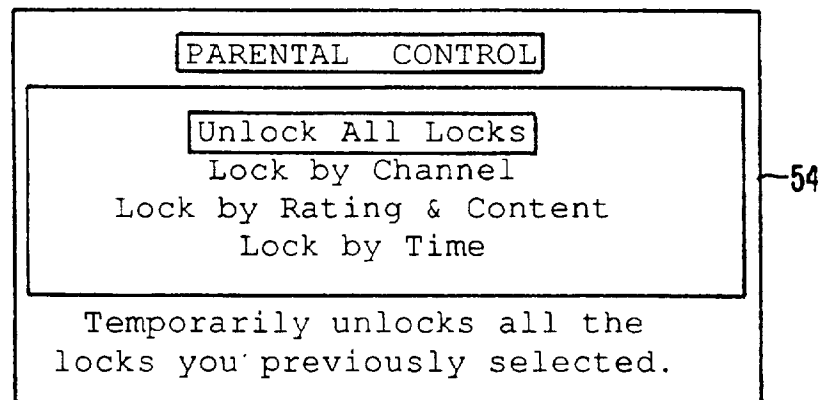 PARENTAL CONTROL
Unlock All Locks
Lock by Channel
Lock by Rating & Content
Lock by Time
54
Temporarily unlocks all the
locks you previously selected.